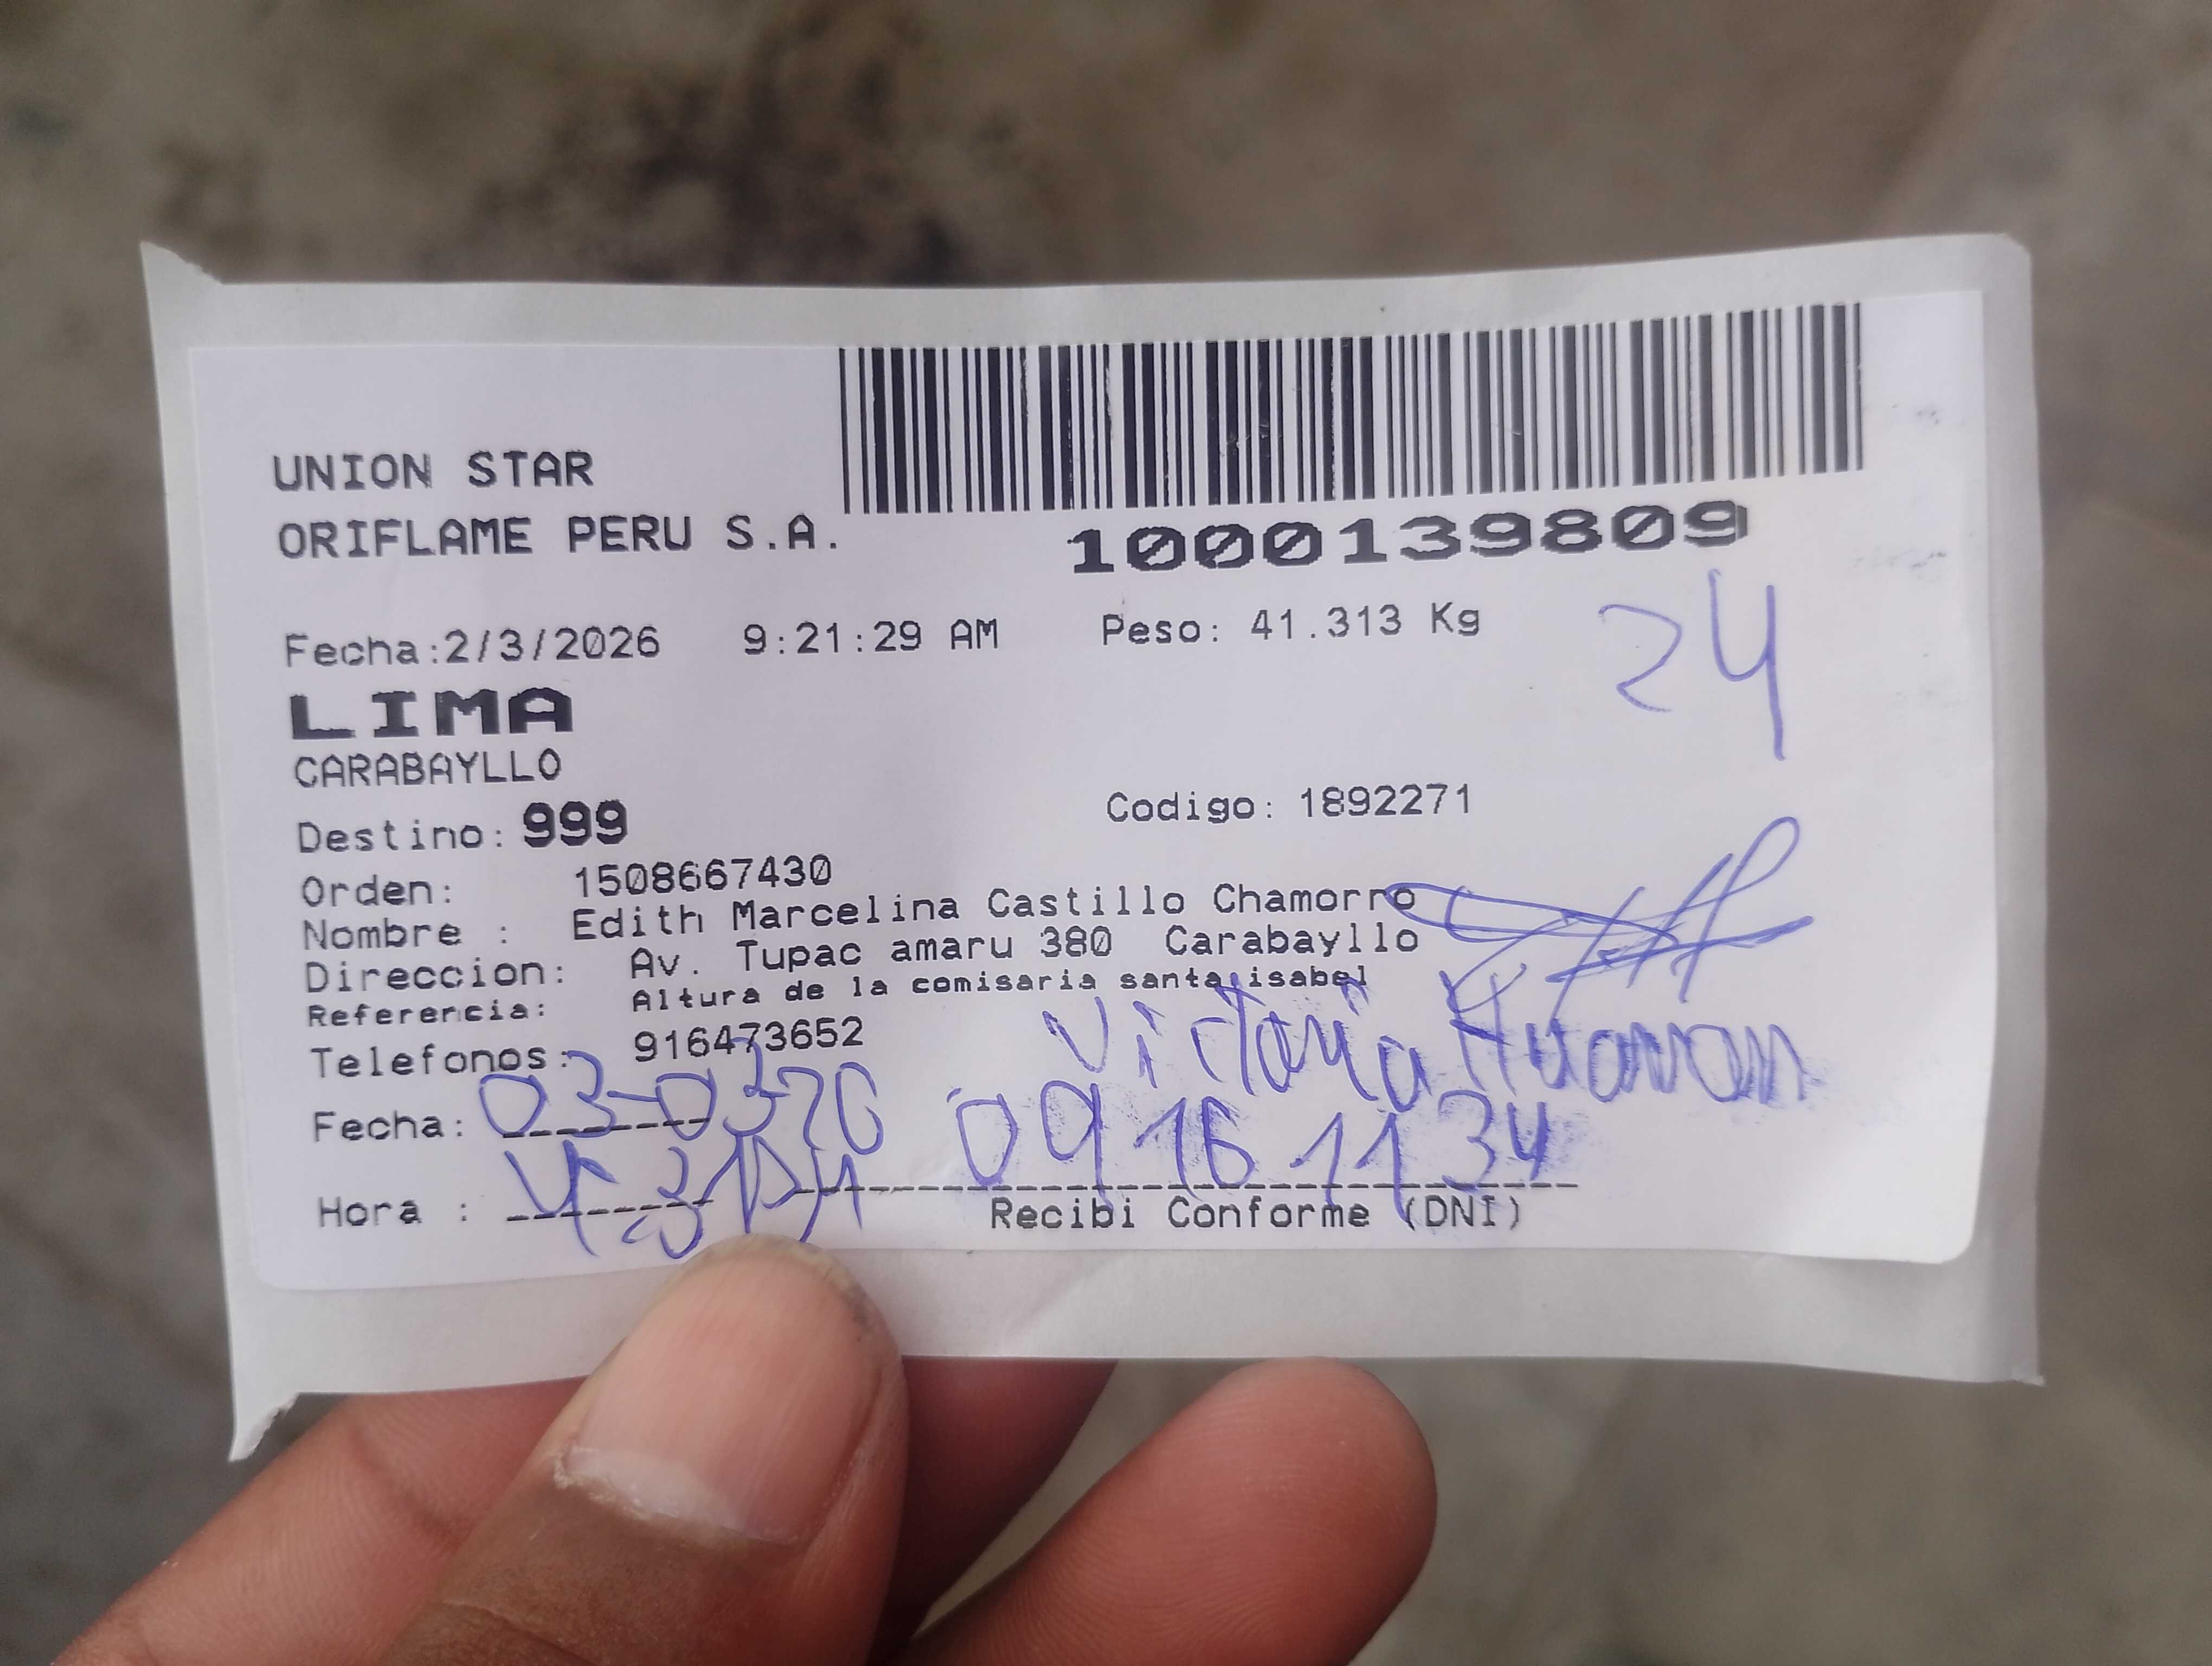 UNION STAR
ORIFLAME PERU S.A.
1000139809
Fecha:2/3/2026 9:21:29 AM Peso: 41.313 Kg
24
LIMA
CARABAYLLO
Destino: 999 Codigo: 1892271
Orden: 1508667430
Nombre : Edith Marcelina Castillo Chamorro
Direccion: Av. Tupac amaru 380 Carabayllo
Referencia: Altura de la comisaria santa isabel
Telefonos: 916473652
Victoria
Fecha: 03-03 09161134
Hora :
Recibi Conforme (DNI)